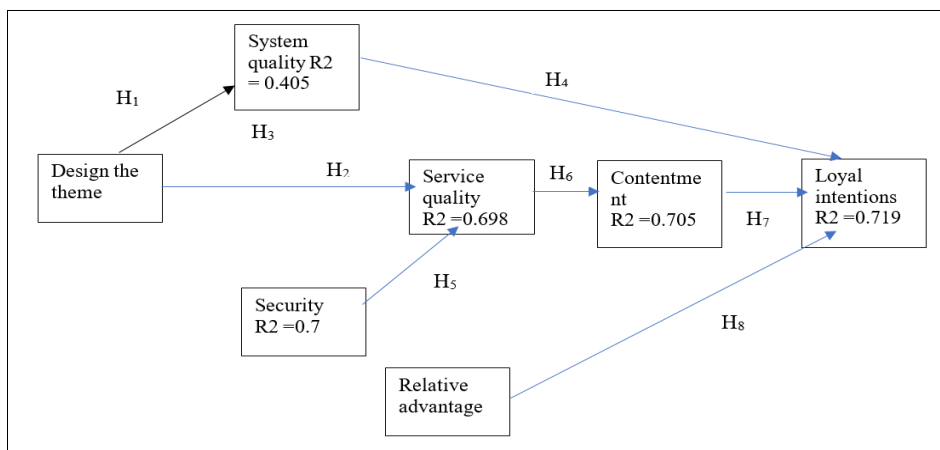 System
quality R2
= 0.405
H4
H1
H3
Design the
theme
H2
Service
quality
R2 =0.698
H6
Contentme
nt
R2 =0.705
H7
Loyal
intentions
R2 =0.719
Security
R2 =0.7
H5
H8
Relative
advantage